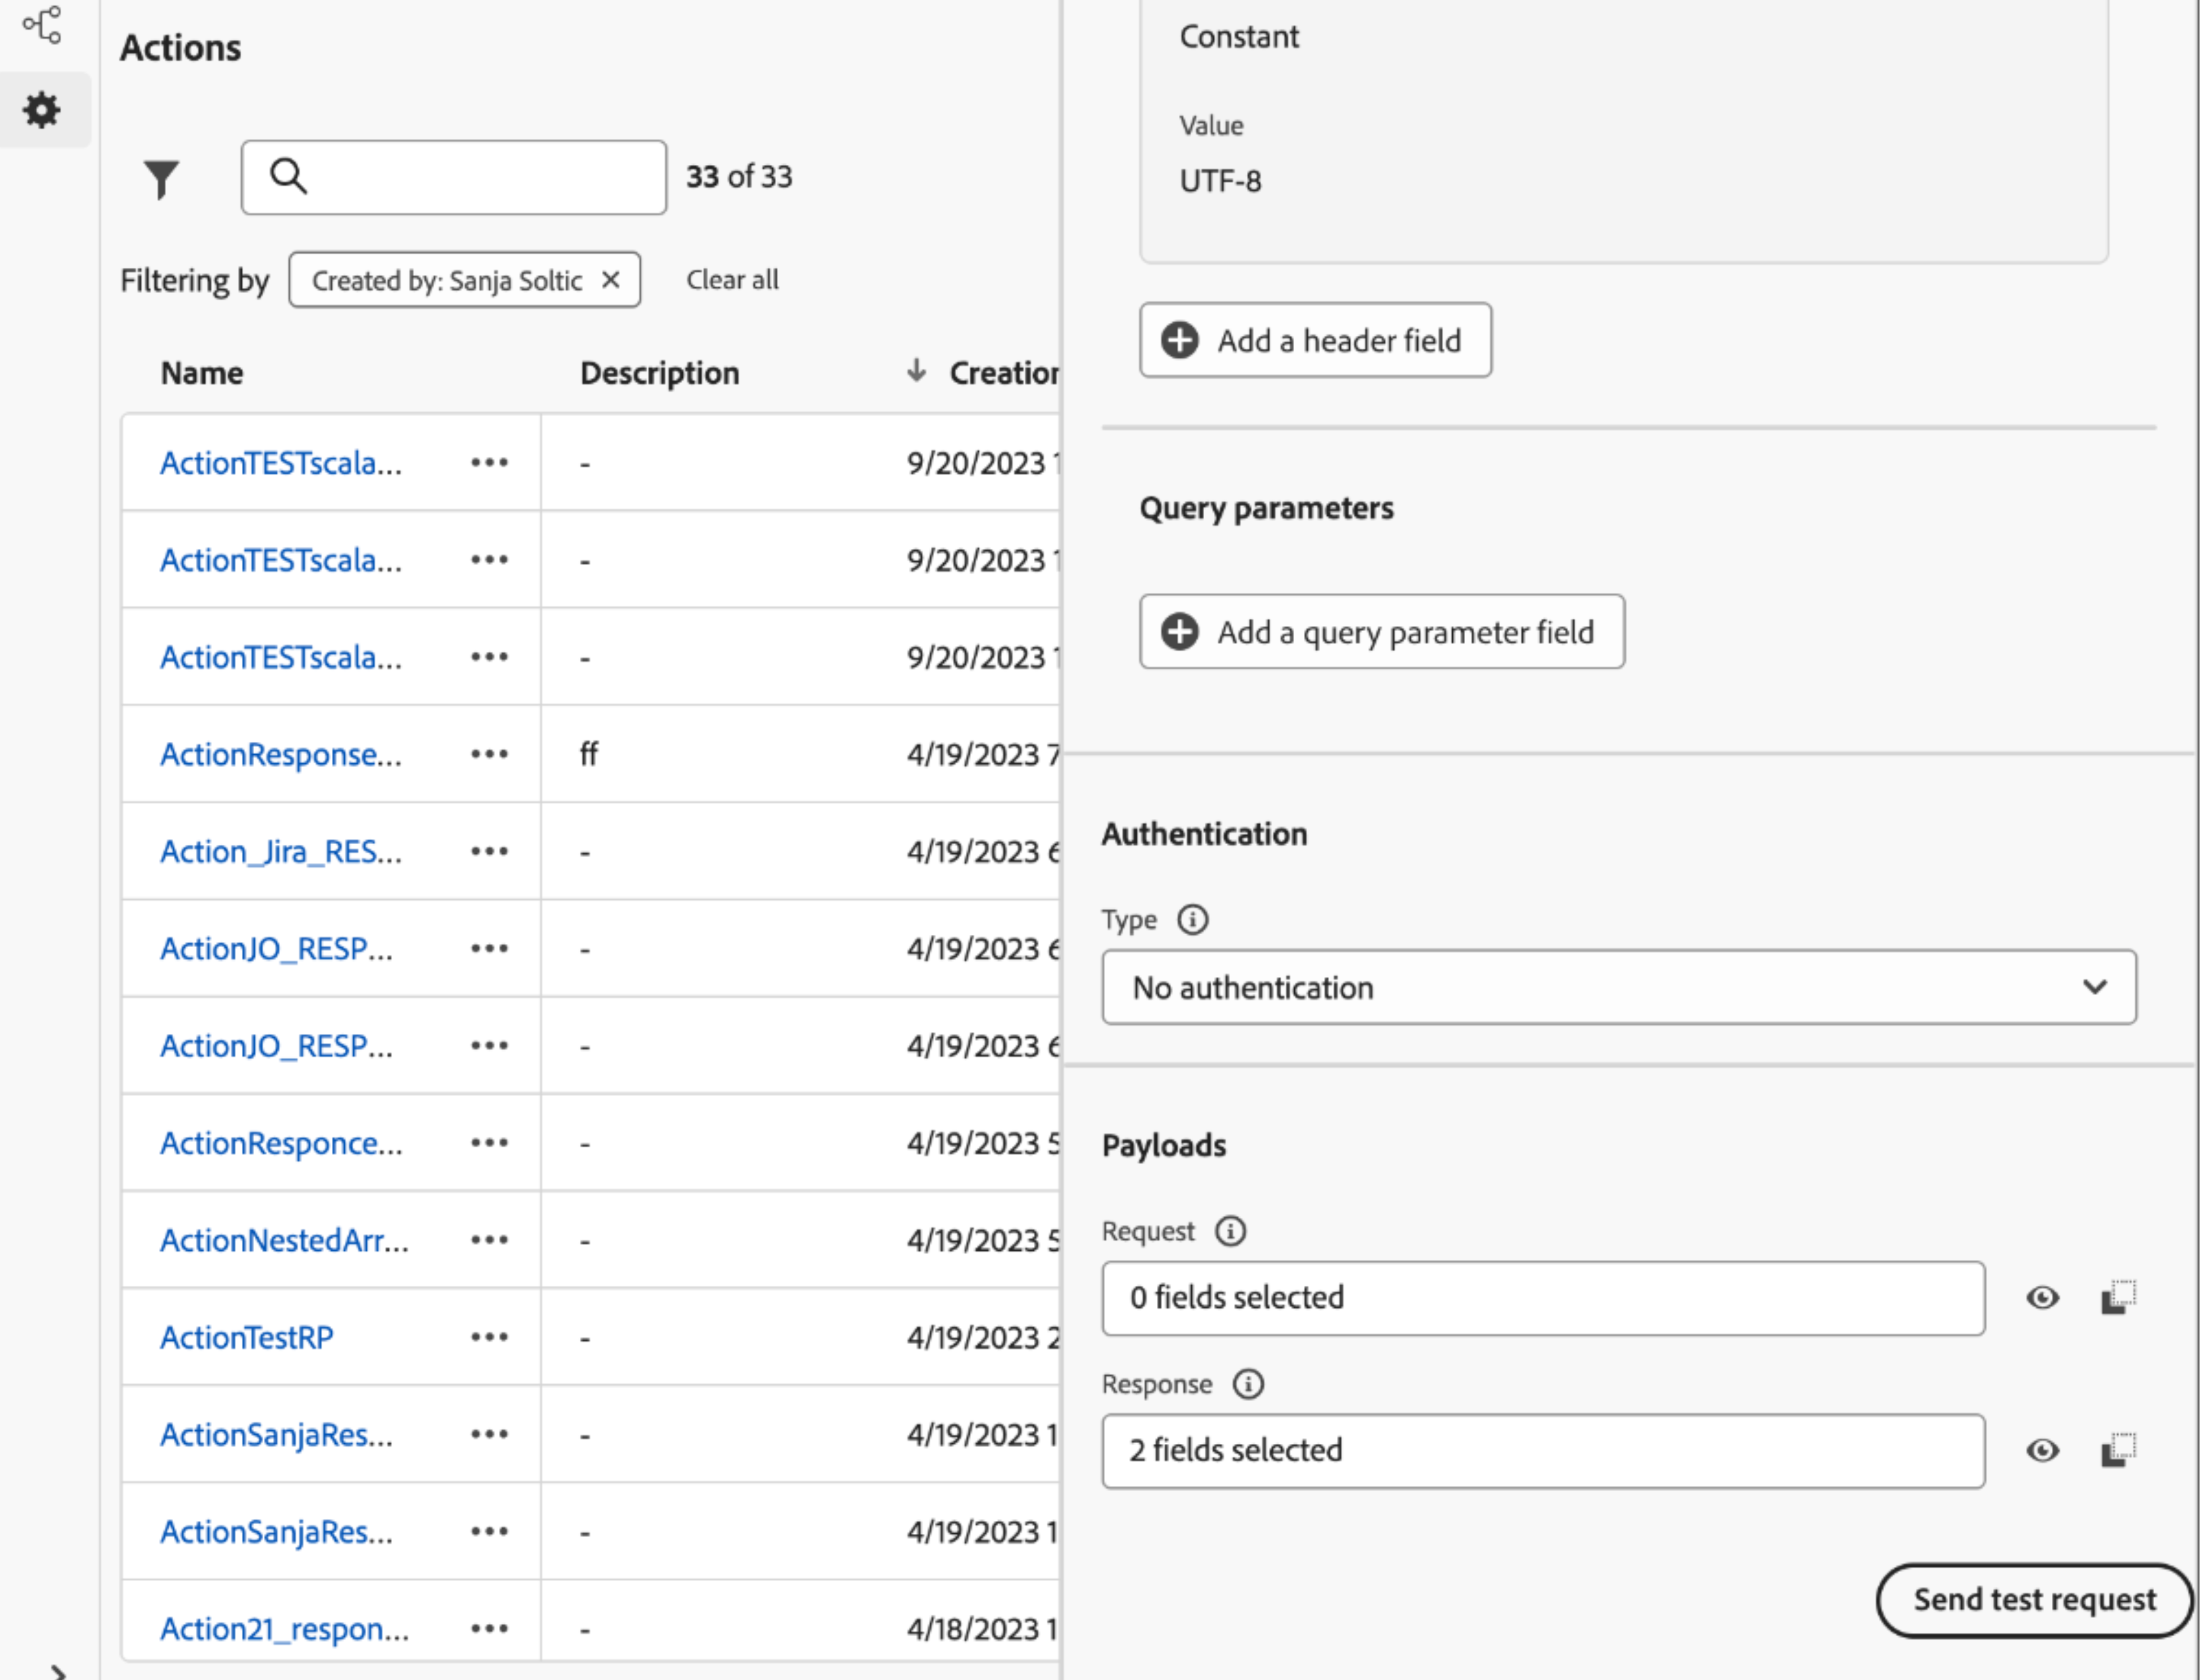 Actions
33 of 33
Filtering by Created by: Sanja Soltic Clear all
Name Description Creation
ActionTESTscala... - 9/20/2023 1
ActionTESTscala... - 9/20/2023 1
ActionTESTscala... - 9/20/2023 1
ActionResponse... ff 4/19/2023 7
Action_Jira_RES... - 4/19/2023 6
ActionJO_RESP... - 4/19/2023 6
ActionJO_RESP... - 4/19/2023 6
ActionResponce... - 4/19/2023 5
ActionNestedArr... - 4/19/2023 5
ActionTestRP - 4/19/2023 2
ActionSanjaRes... - 4/19/2023 1
ActionSanjaRes... - 4/19/2023 1
Action21_respon... - 4/18/2023 1
Constant
Value
UTF-8
Add a header field
Query parameters
Add a query parameter field
Authentication
Type
No authentication
Payloads
Request
0 fields selected
Response
2 fields selected
Send test request